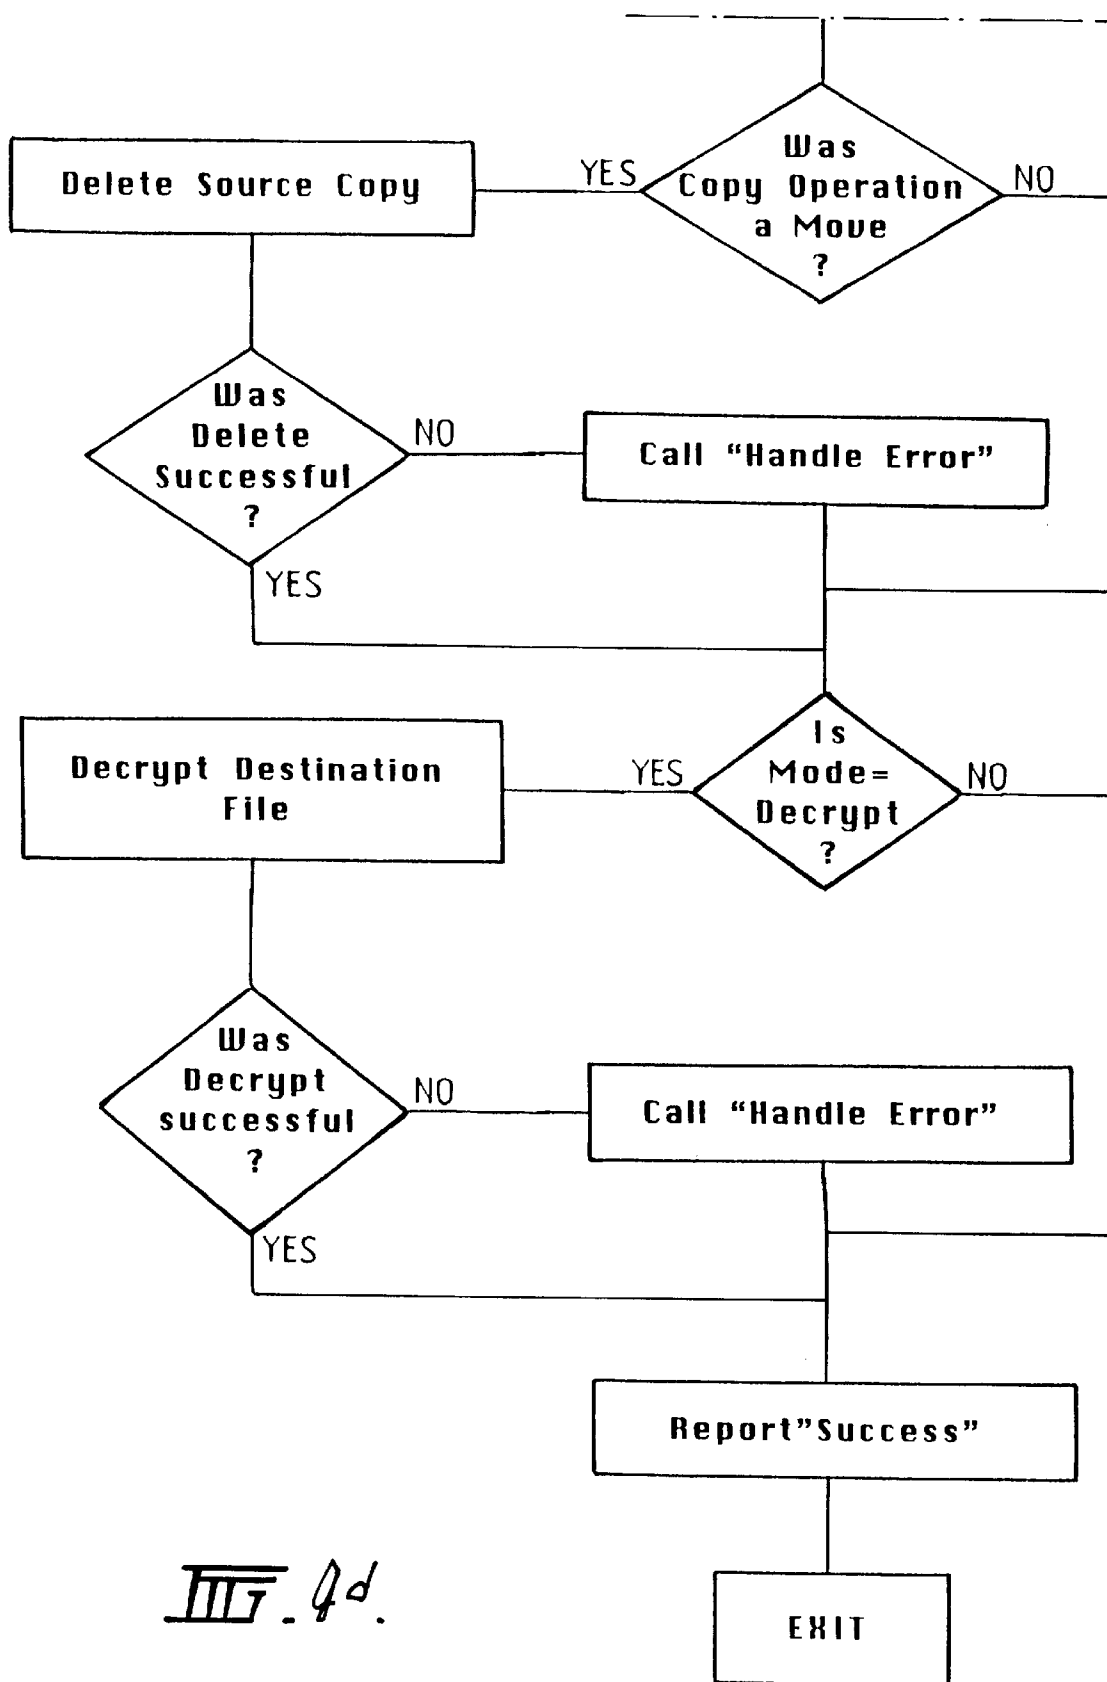 Was
Copy Operation
a Move
?
YES
NO
Delete Source Copy
Was
Delete
Successful
?
NO
YES
Call “Handle Error”
Is
Mode=
Decrypt
?
YES
NO
Decrypt Destination
File
Was
Decrypt
successful
?
NO
YES
Call “Handle Error”
Report”Success”
EXIT